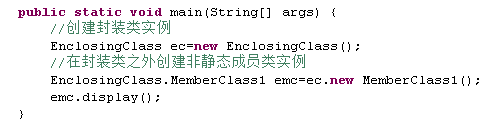 public static void main(String[] args) {
//创建封装类实例
EnclosingClass ec=new EnclosingClass();
//在封装类之外创建非静态成员类实例
EnclosingClass.MemberClass1 emc=ec.new MemberClass1();
emc.display();
}